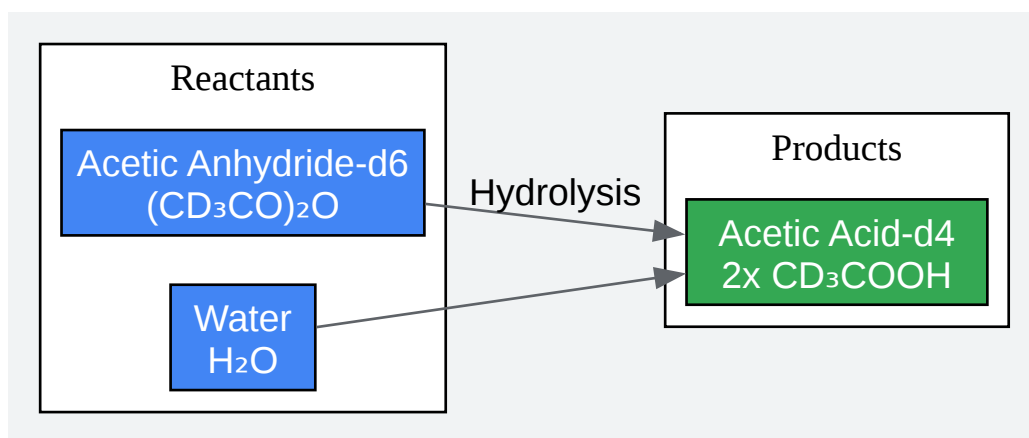 Reactants
Acetic Anhydride-d6
(CD₃CO)₂O
Hydrolysis
Water
H₂O
Products
Acetic Acid-d4
2x CD₃COOH